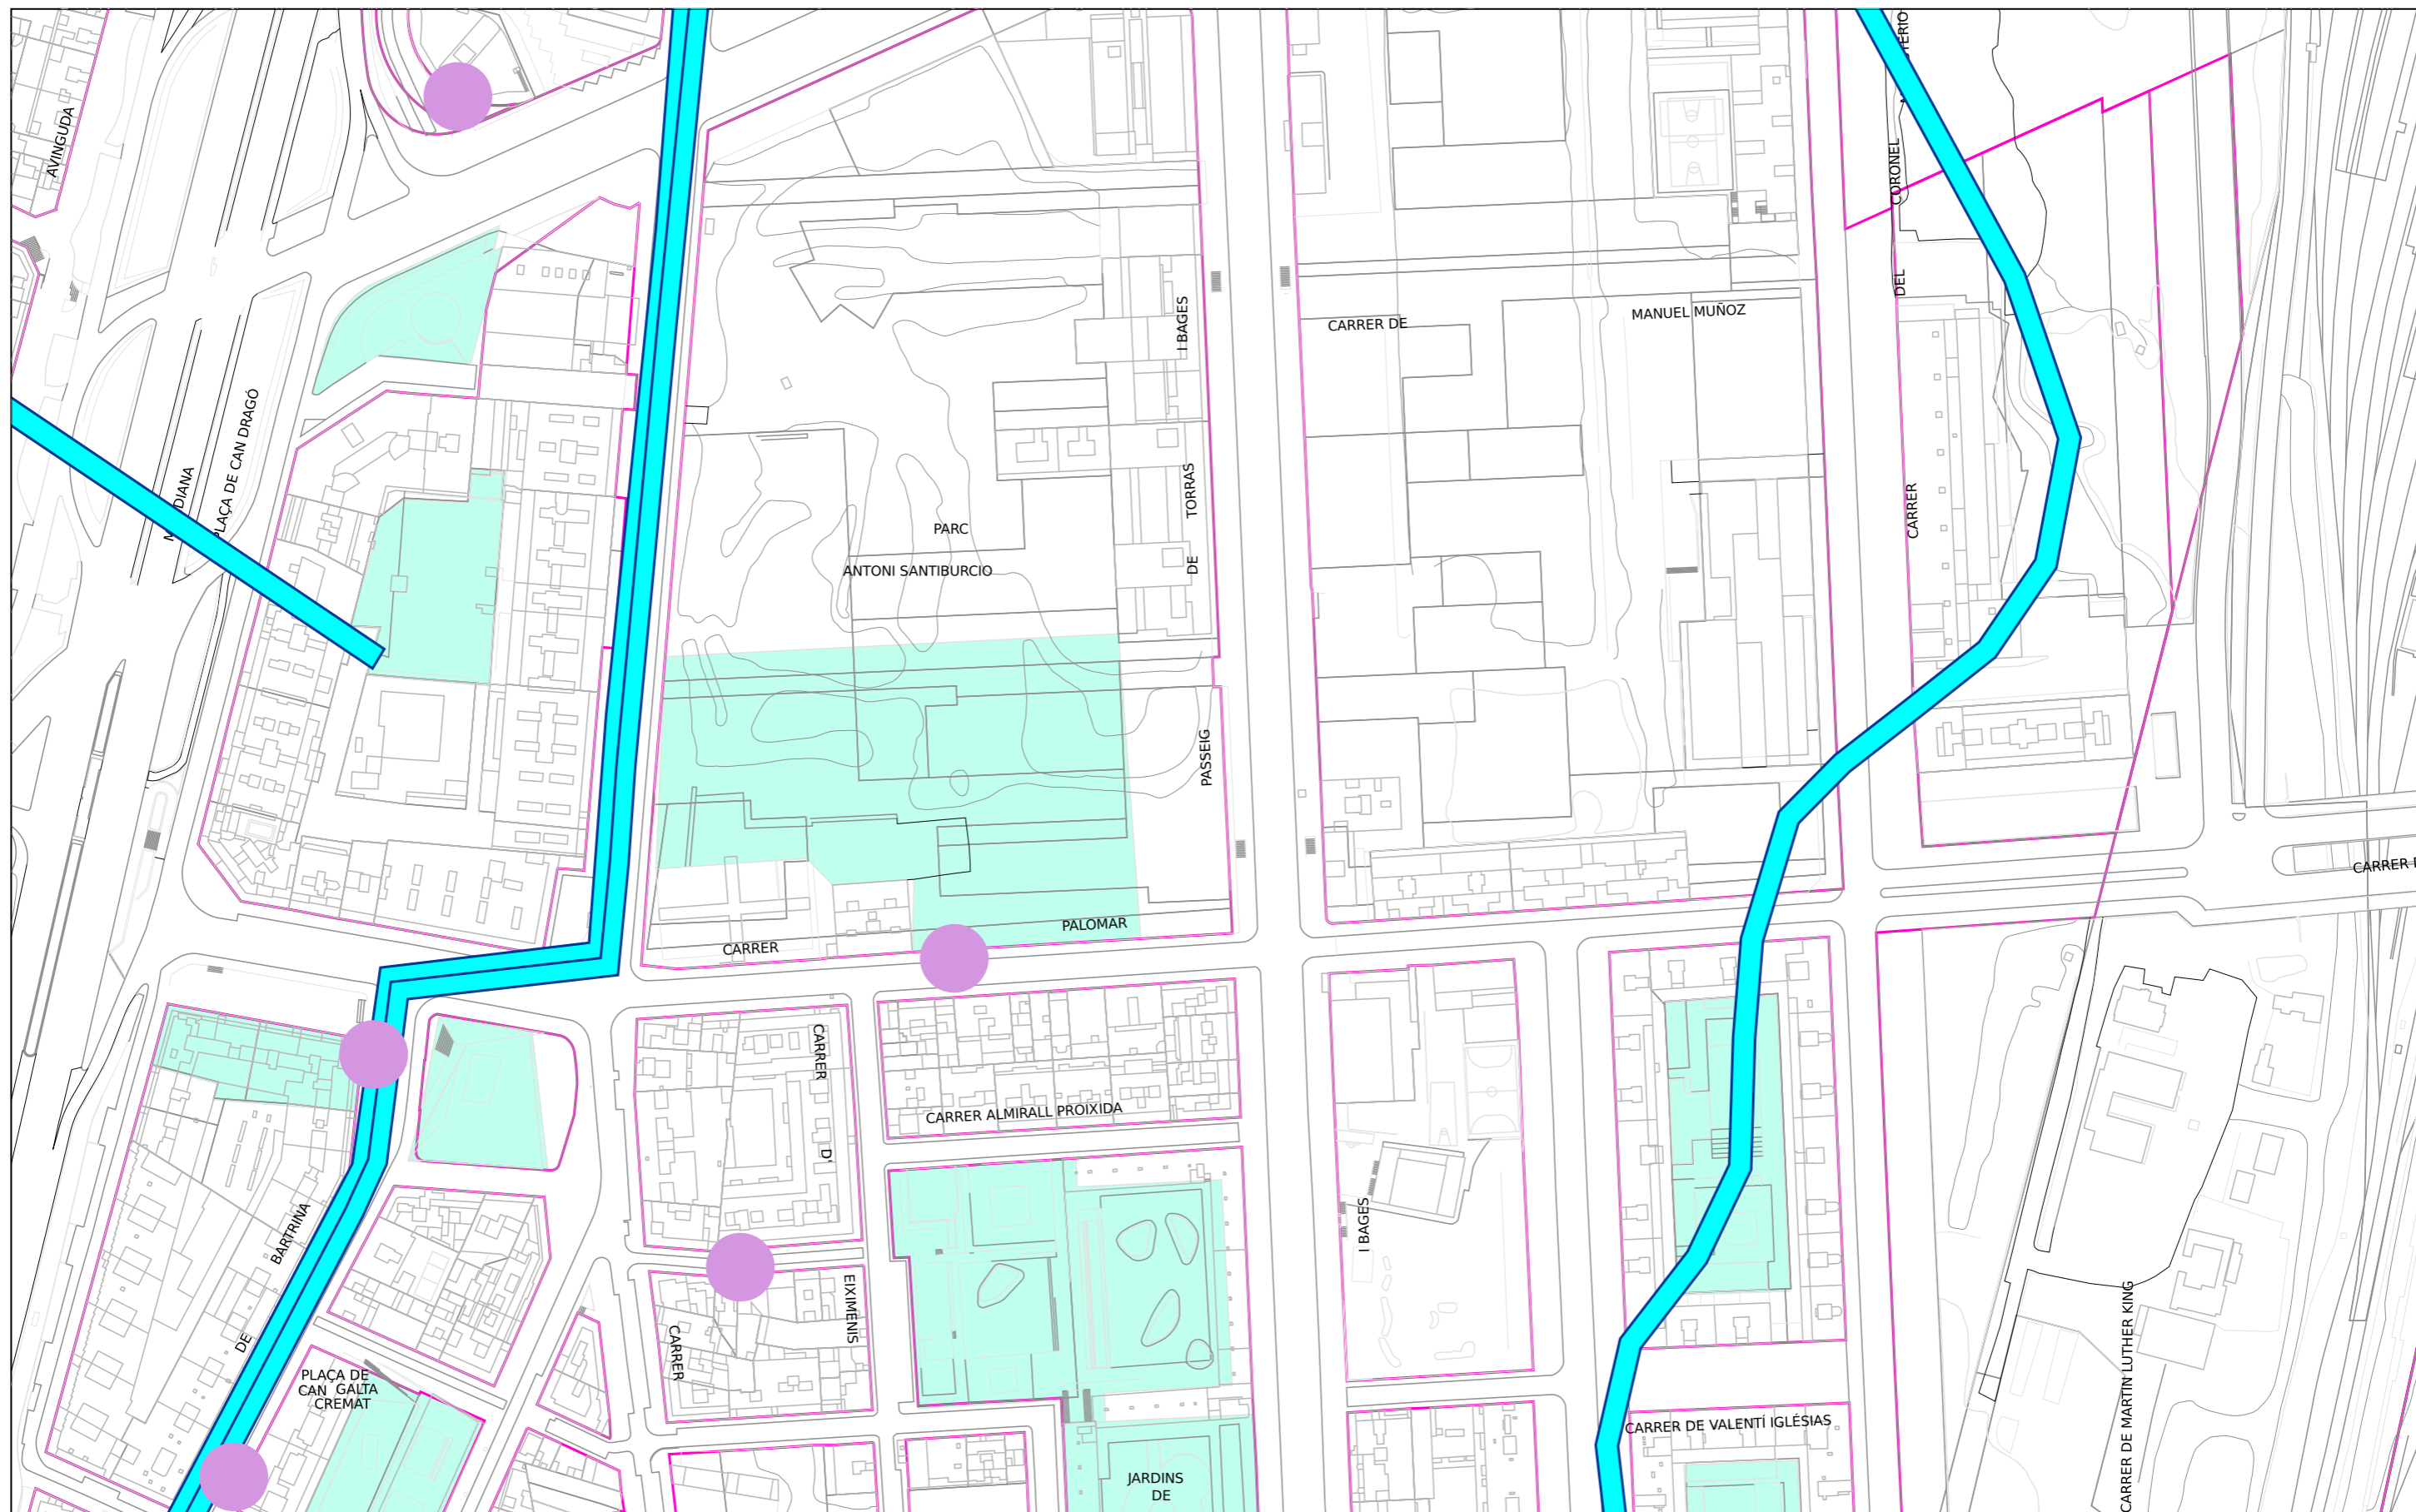 AVINGUDA
PLAÇA DE CAN DRAGÓ
CORONEL
DEL
CARRER
I BAGES
TORRAS
DE
PASSEIG
CARRER DE
MANUEL MUÑOZ
PARC
ANTONI SANTIBURCIO
CARRER
PALOMAR
CARRER
D'
EIXIMENIS
CARRER ALMIRALL PROIXIDA
BARTRINA
DE
CARRER
PLAÇA DE
CAN GALTA
CREMAT
I BAGES
CARRER DE VALENTÍ IGLÉSIAS
CARRER DE MARTIN LUTHER KING
JARDINS
DE
CARRER